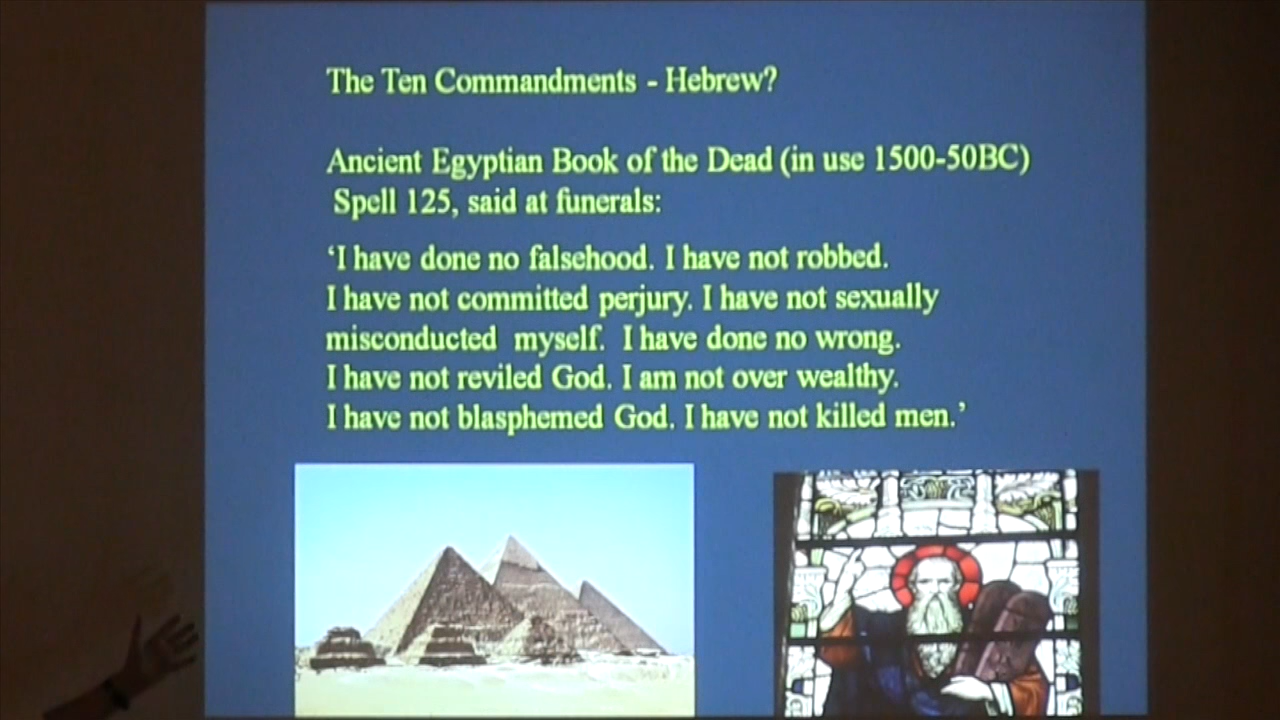 The Ten Commandments - Hebrew?
Ancient Egyptian Book of the Dead (in use 1500-50BC)
Spell 125, said at funerals:
‘I have done no falsehood. I have not robbed.
I have not committed perjury. I have not sexually
misconducted myself. I have done no wrong.
I have not reviled God. I am not over wealthy.
I have not blasphemed God. I have not killed men.’